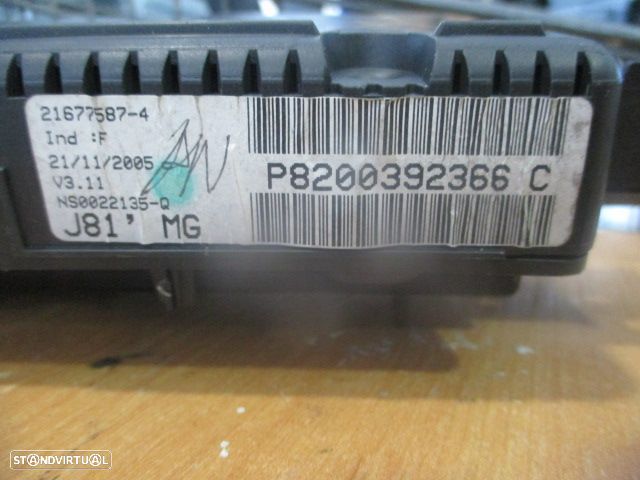 21677587-4
Ind :F
21/11/2005
V3.11
NS0022135-Q
J81' MG
P8200392366 C
STANDVIRTUAL